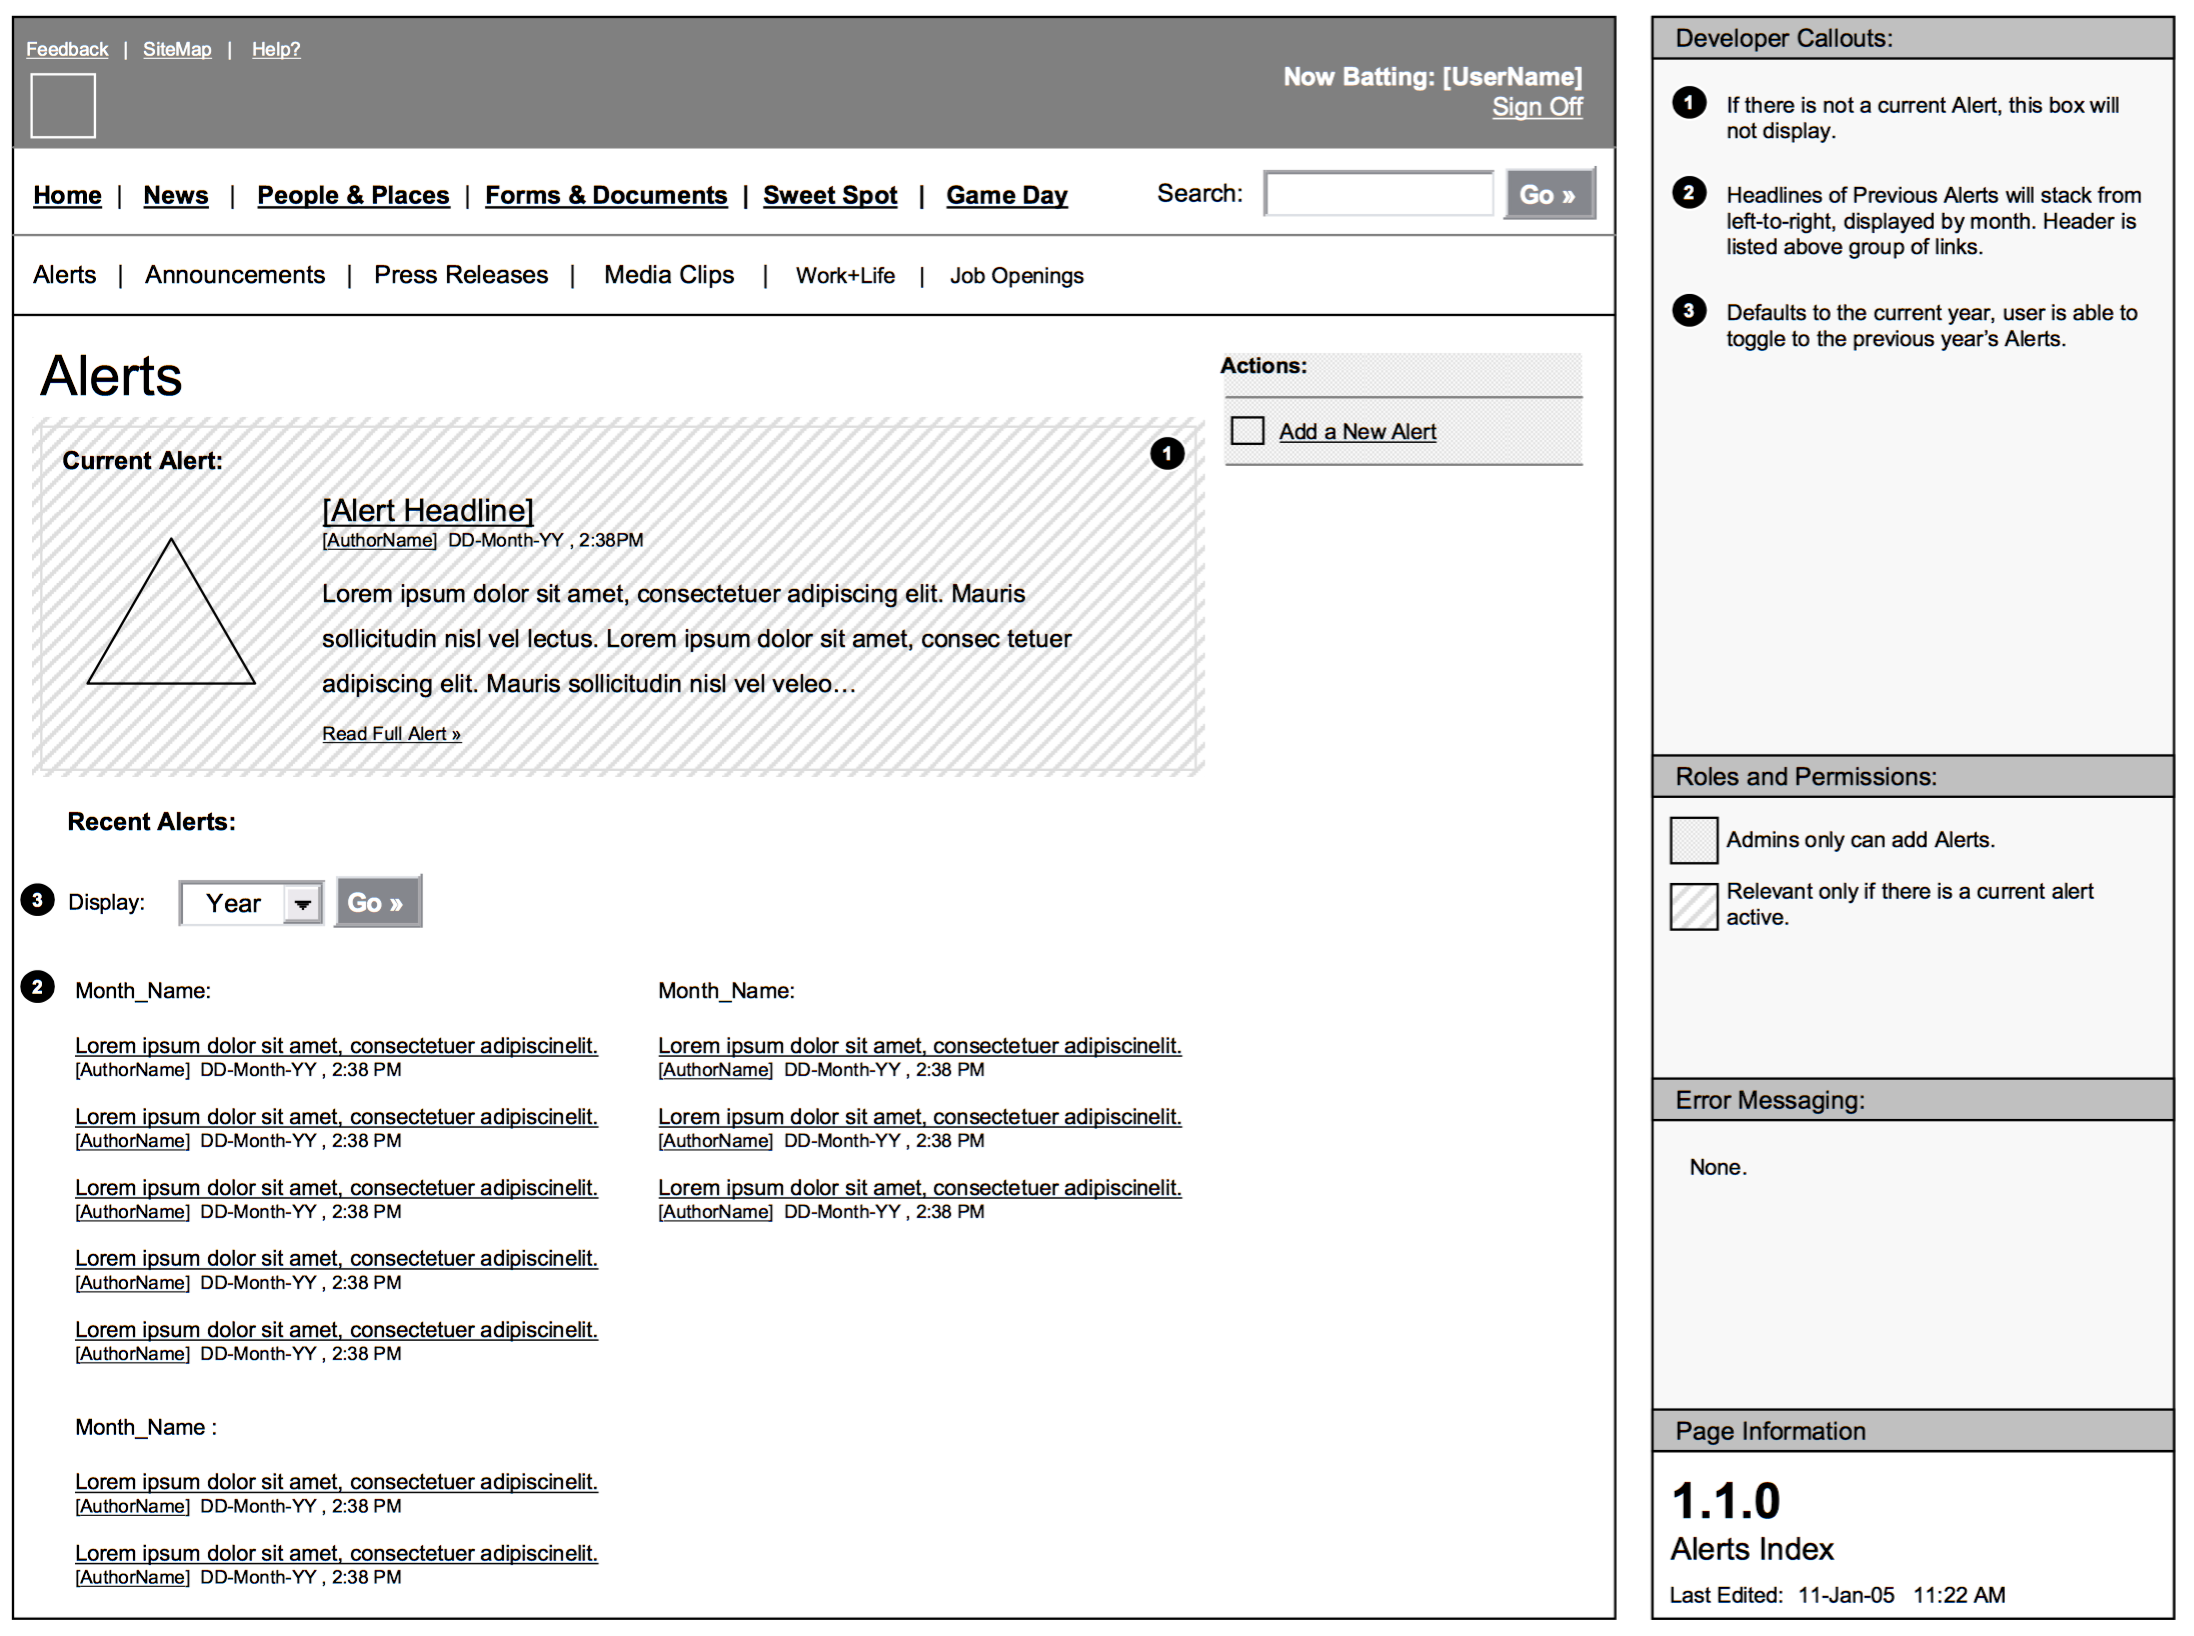 Feedback | SiteMap | Help?
Now Batting: [UserName]
Sign Off
Home | News | People & Places | Forms & Documents | Sweet Spot | Game Day
Search: Go »
Alerts | Announcements | Press Releases | Media Clips | Work+Life | Job Openings
Alerts
Current Alert:
1
[Alert Headline]
[AuthorName] DD-Month-YY , 2:38PM
Lorem ipsum dolor sit amet, consectetuer adipiscing elit. Mauris
sollicitudin nisl vel lectus. Lorem ipsum dolor sit amet, consec tetuer
adipiscing elit. Mauris sollicitudin nisl vel veleo…
Read Full Alert »
Actions:
Add a New Alert
Recent Alerts:
3 Display: Year Go »
2 Month_Name:
Lorem ipsum dolor sit amet, consectetuer adipiscinelit.
[AuthorName] DD-Month-YY , 2:38 PM
Lorem ipsum dolor sit amet, consectetuer adipiscinelit.
[AuthorName] DD-Month-YY , 2:38 PM
Lorem ipsum dolor sit amet, consectetuer adipiscinelit.
[AuthorName] DD-Month-YY , 2:38 PM
Lorem ipsum dolor sit amet, consectetuer adipiscinelit.
[AuthorName] DD-Month-YY , 2:38 PM
Lorem ipsum dolor sit amet, consectetuer adipiscinelit.
[AuthorName] DD-Month-YY , 2:38 PM
Month_Name :
Lorem ipsum dolor sit amet, consectetuer adipiscinelit.
[AuthorName] DD-Month-YY , 2:38 PM
Lorem ipsum dolor sit amet, consectetuer adipiscinelit.
[AuthorName] DD-Month-YY , 2:38 PM
Month_Name:
Lorem ipsum dolor sit amet, consectetuer adipiscinelit.
[AuthorName] DD-Month-YY , 2:38 PM
Lorem ipsum dolor sit amet, consectetuer adipiscinelit.
[AuthorName] DD-Month-YY , 2:38 PM
Lorem ipsum dolor sit amet, consectetuer adipiscinelit.
[AuthorName] DD-Month-YY , 2:38 PM
Developer Callouts:
1 If there is not a current Alert, this box will
not display.
2 Headlines of Previous Alerts will stack from
left-to-right, displayed by month. Header is
listed above group of links.
3 Defaults to the current year, user is able to
toggle to the previous year’s Alerts.
Roles and Permissions:
Admins only can add Alerts.
Relevant only if there is a current alert
active.
Error Messaging:
None.
Page Information
1.1.0
Alerts Index
Last Edited: 11-Jan-05 11:22 AM